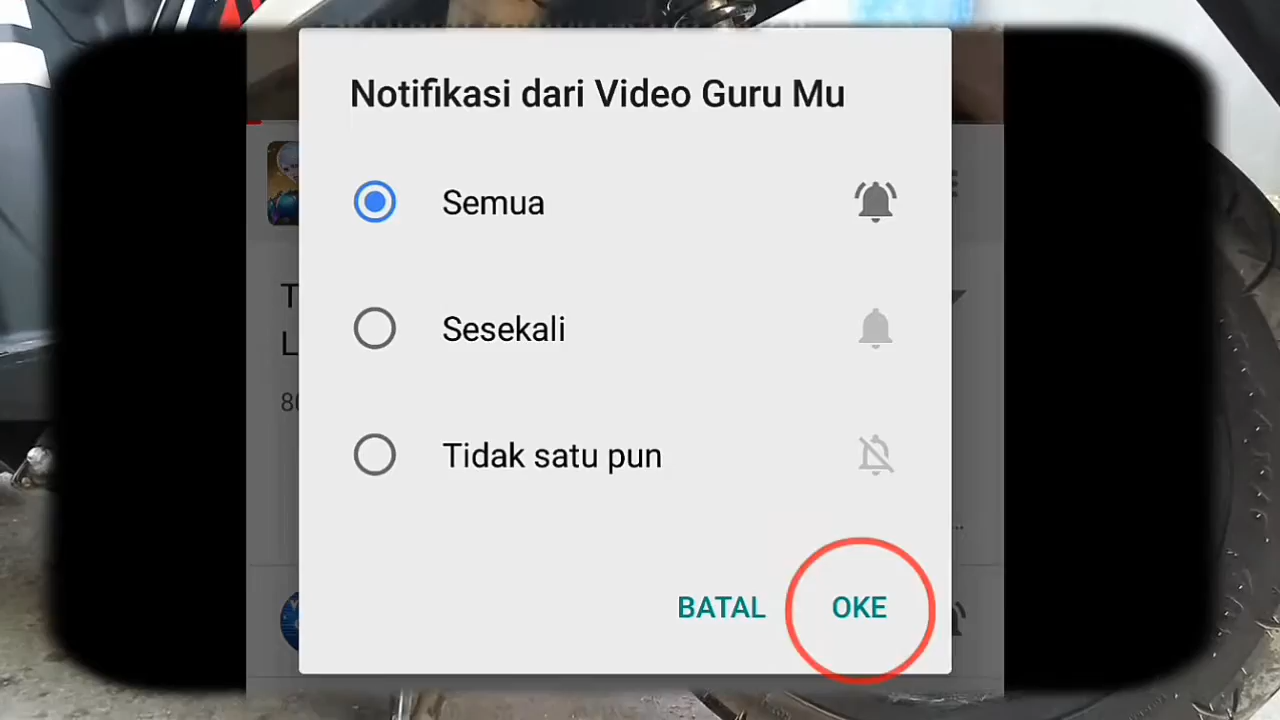 Notifikasi dari Video Guru Mu
Semua
Sesekali
Tidak satu pun
BATAL OKE